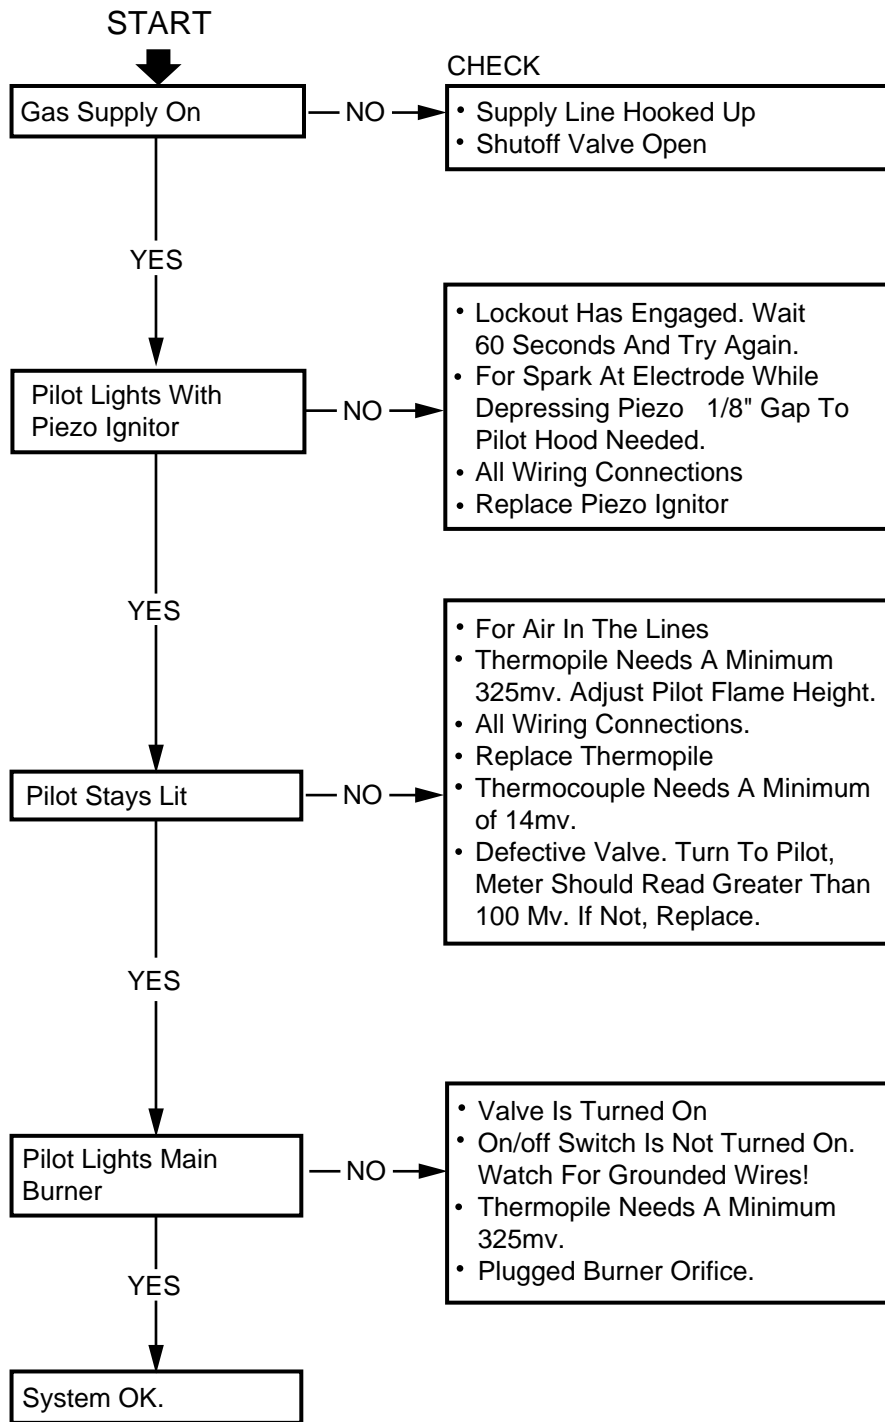 START
CHECK
Gas Supply On
NO
• Supply Line Hooked Up
• Shutoff Valve Open
YES
Pilot Lights With
Piezo Ignitor
NO
• Lockout Has Engaged. Wait
60 Seconds And Try Again.
• For Spark At Electrode While
Depressing Piezo   1/8" Gap To
Pilot Hood Needed.
• All Wiring Connections
• Replace Piezo Ignitor
YES
Pilot Stays Lit
NO
• For Air In The Lines
• Thermopile Needs A Minimum
325mv. Adjust Pilot Flame Height.
• All Wiring Connections.
• Replace Thermopile
• Thermocouple Needs A Minimum
of 14mv.
• Defective Valve. Turn To Pilot,
Meter Should Read Greater Than
100 Mv. If Not, Replace.
YES
Pilot Lights Main
Burner
NO
• Valve Is Turned On
• On/off Switch Is Not Turned On.
Watch For Grounded Wires!
• Thermopile Needs A Minimum
325mv.
• Plugged Burner Orifice.
YES
System OK.